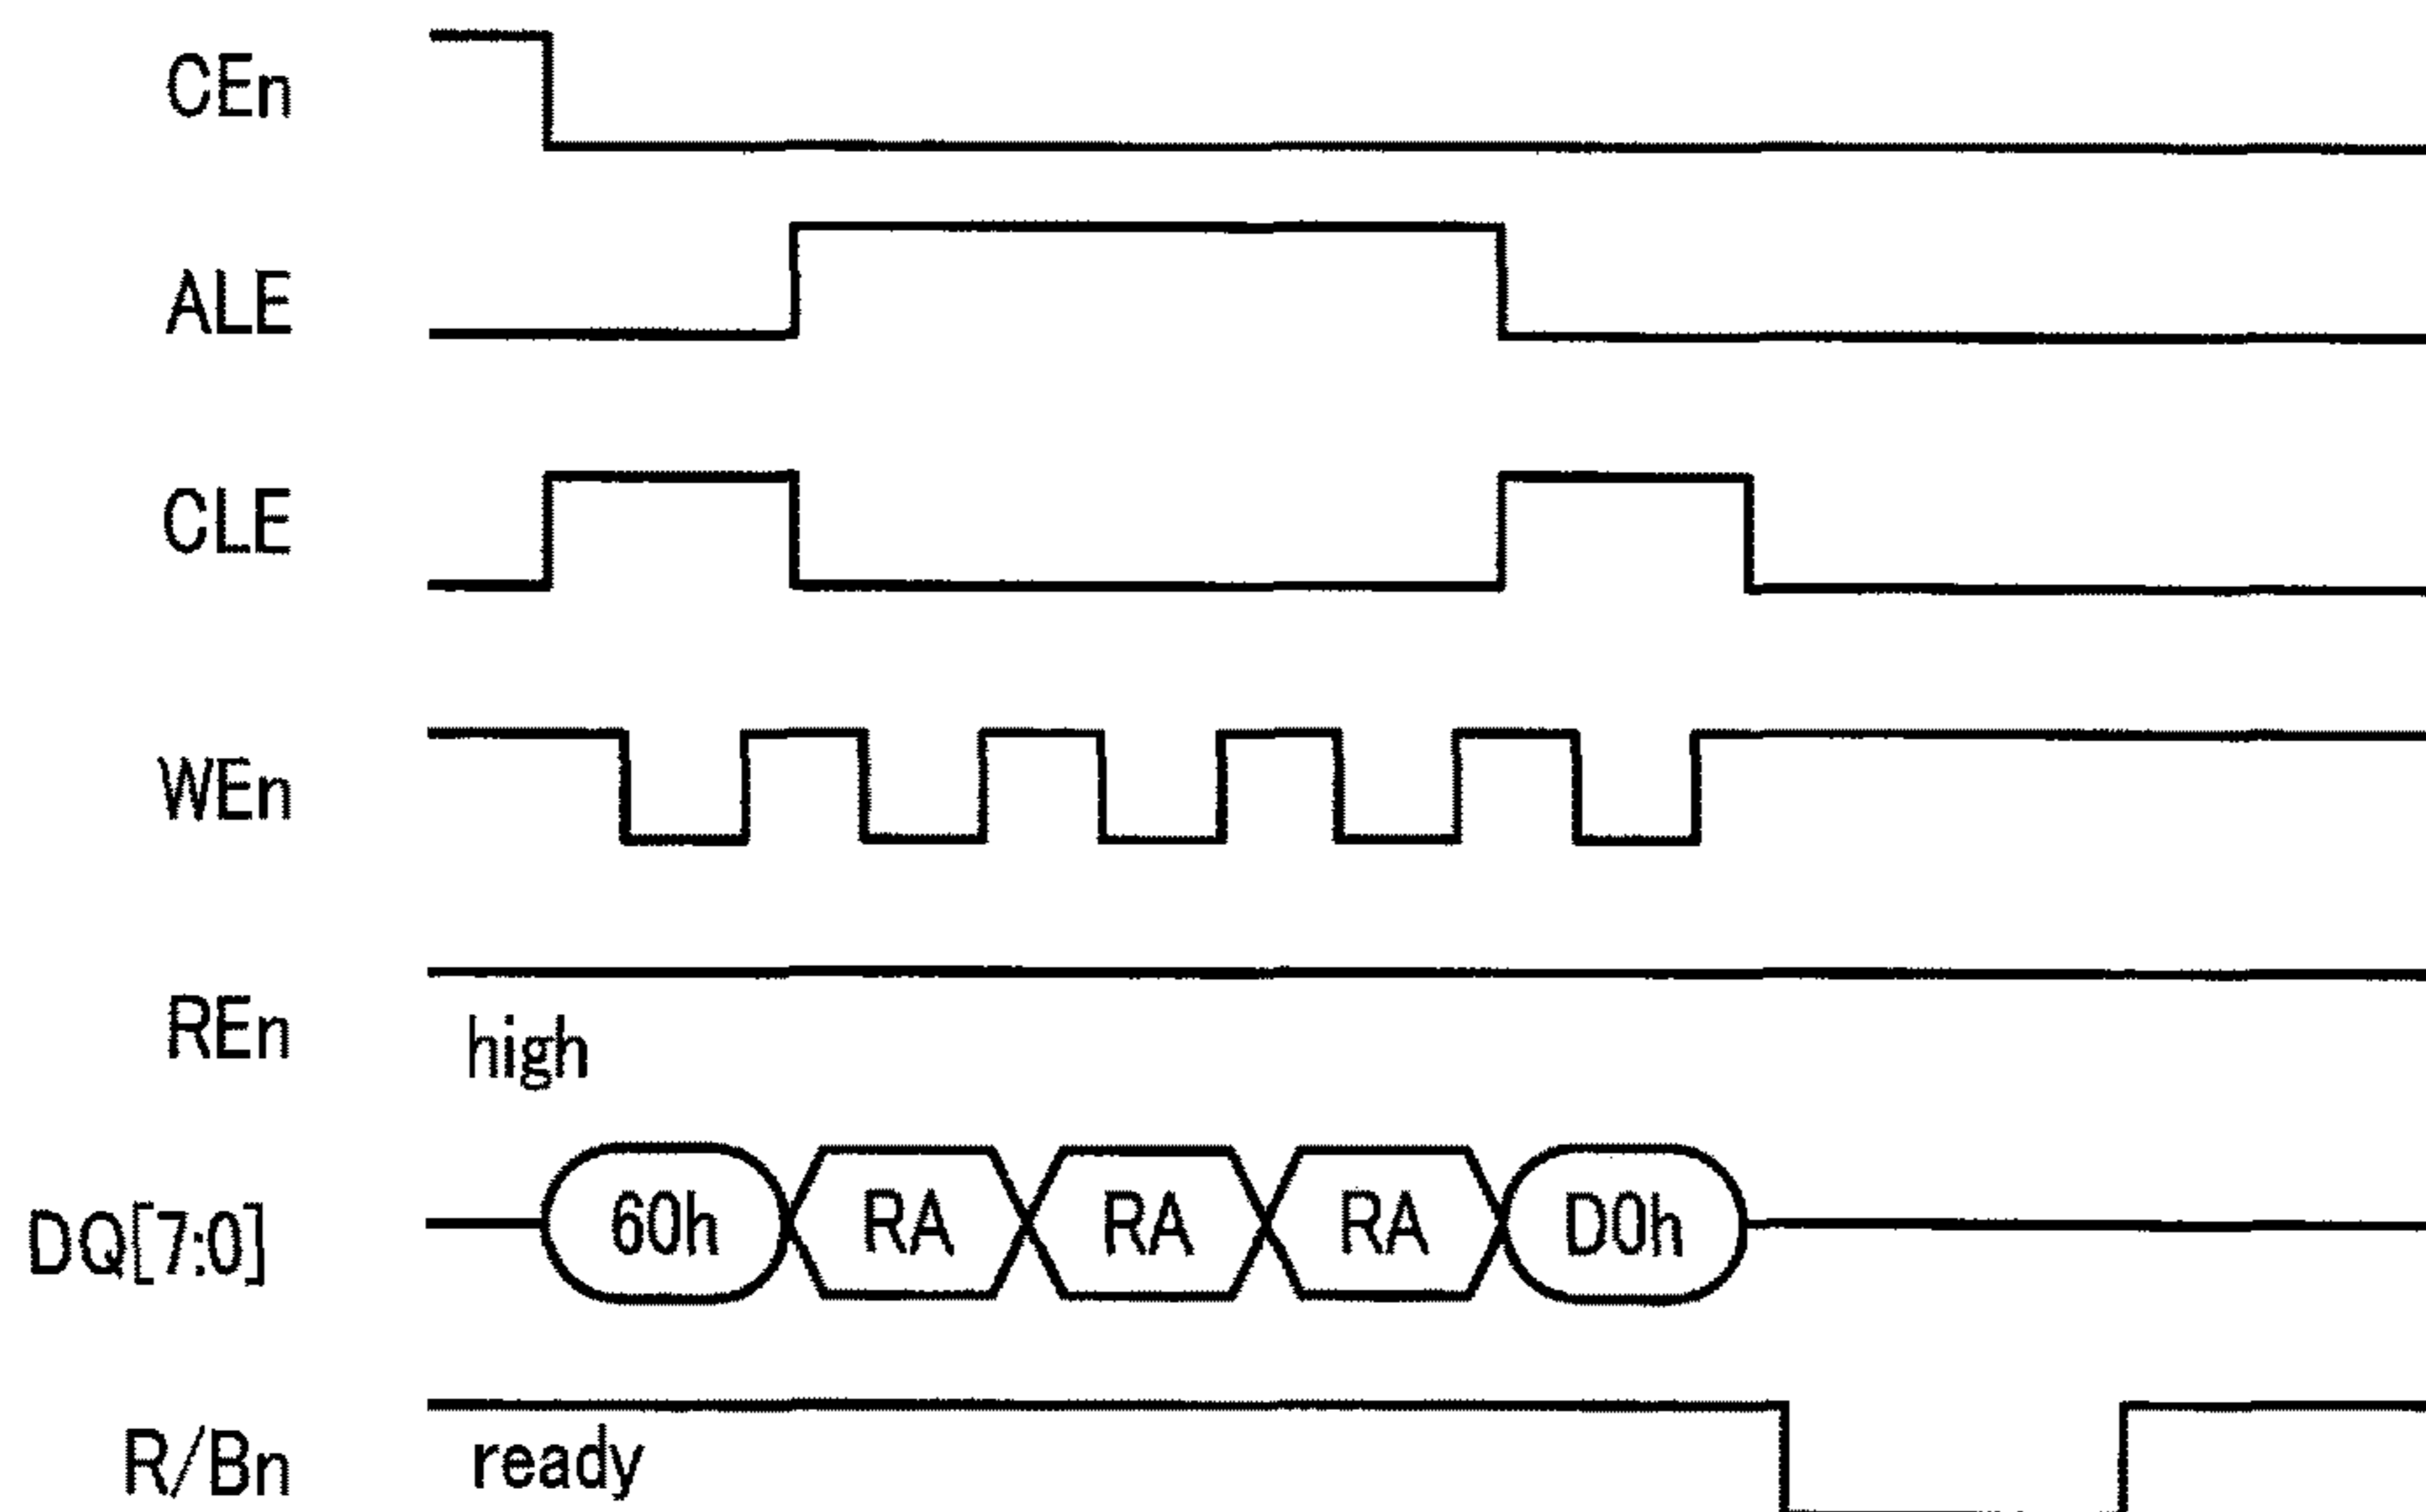 CEn
ALE
CLE
WEn
REn
high
DQ[7:0] 60h RA RA RA D0h
R/Bn
ready